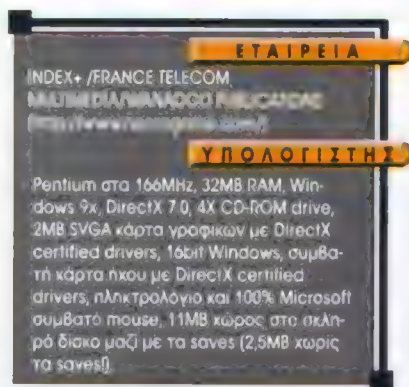 ΕΤΑΙΡΕΙΑ
INDEX+ /FRANCE TELECOM
ΥΠΟΛΟΓΙΣΤΗΣ
Pentium στα 166MHz, 32MB RAM, Win-
dows 9x, DirectX 7.0, 4X CD-ROM drive,
2MB SVGA κάρτα γραφικών με DirectX
certified drivers, 16bit Windows, συμβα-
τή κάρτα ήχου με DirectX certified
drivers, πληκτρολόγιο και 100% Microsoft
συμβατό mouse, 11MB χώρος στο σκλη-
ρό δίσκο μαζί με τα saves (2,5MB χωρίς
τα saves!)